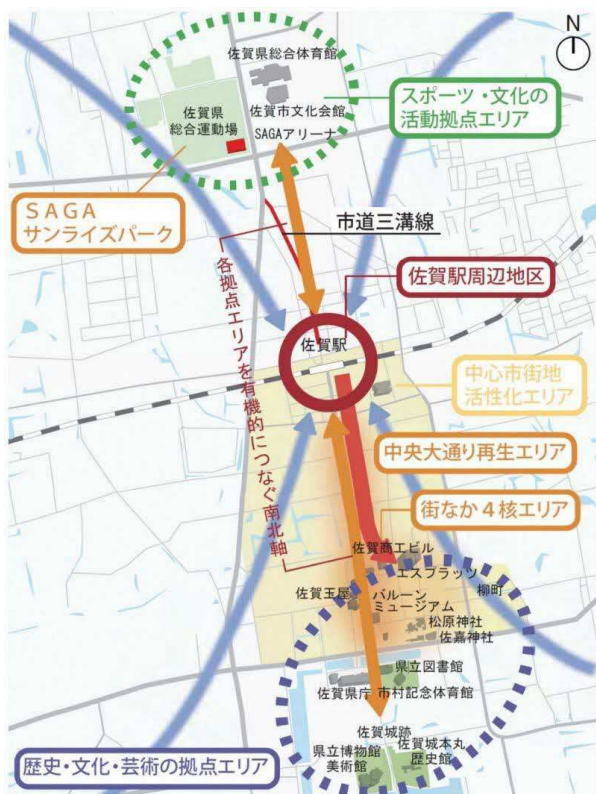 N
佐賀県総合体育館
佐賀県
総合運動場
佐賀市文化会館
SAGAアリーナ
スポーツ・文化の
活動拠点エリア
SAGA
サンライズパーク
市道三溝線
佐賀駅周辺地区
各拠点エリアを有機的につなぐ南北軸
佐賀駅
中心市街地
活性化エリア
中央大通り再生エリア
街なか4核エリア
佐賀商工ビル
エスプラッツ
柳町
佐賀玉屋
バルーン
ミュージアム
松原神社
佐嘉神社
県立図書館
佐賀県庁
市村記念体育館
佐賀城跡
県立博物館
美術館
佐賀城本丸
歴史館
歴史・文化・芸術の拠点エリア